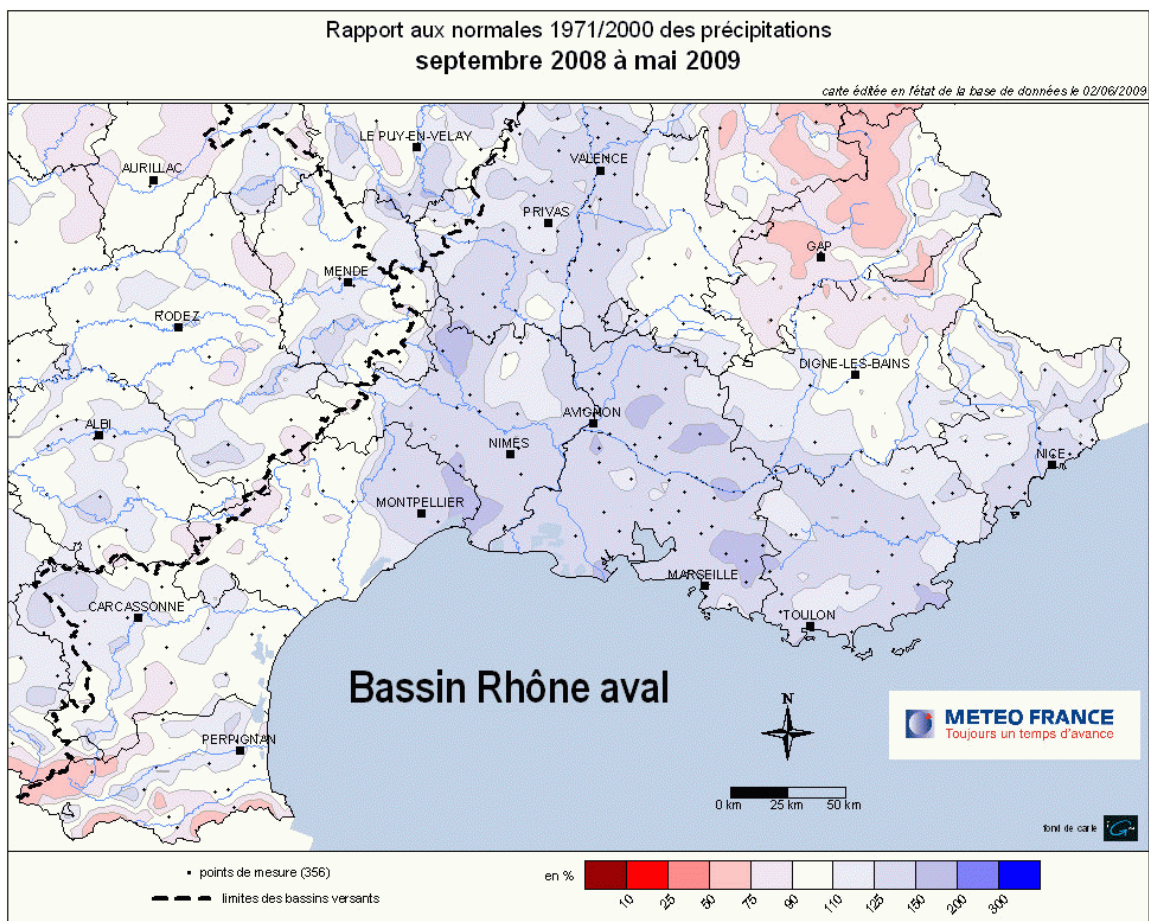 Rapport aux normales 1971/2000 des précipitations
septembre 2008 à mai 2009
carte éditée en l'état de la base de données le 02/06/2009
LE PUY-EN-VELAY
AURILLAC
VALENCE
PRIVAS
GAP
MENDE
RODEZ
DIGNE-LES-BAINS
ALBI
AVIGNON
NIMES
NICE
MONTPELLIER
MARSEILLE
CARCASSONNE
TOULON
Bassin Rhône aval
N
METEO FRANCE
Toujours un temps d'avance
PERPIGNAN
0 km 25 km 50 km
fond de carte
points de mesure (356)
limites des bassins versants
en %
10 25 50 75 90 110 125 150 200 300